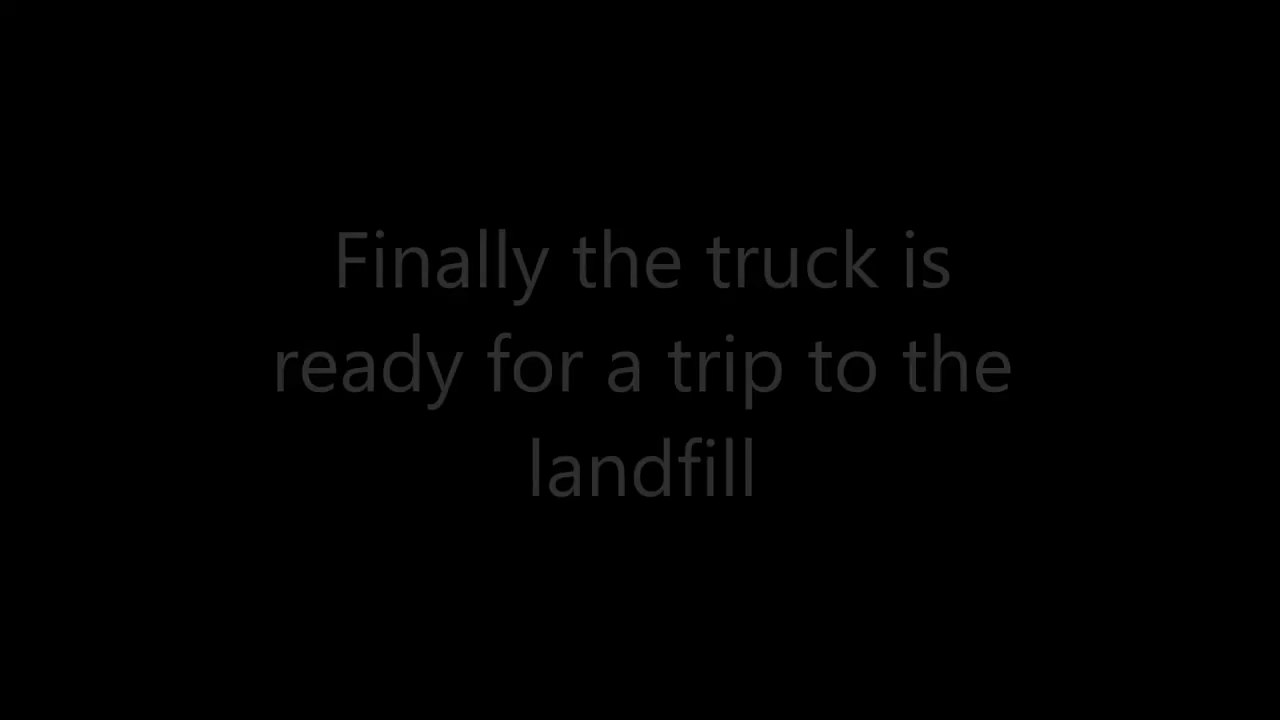 Finally the truck is
ready for a trip to the
landfill